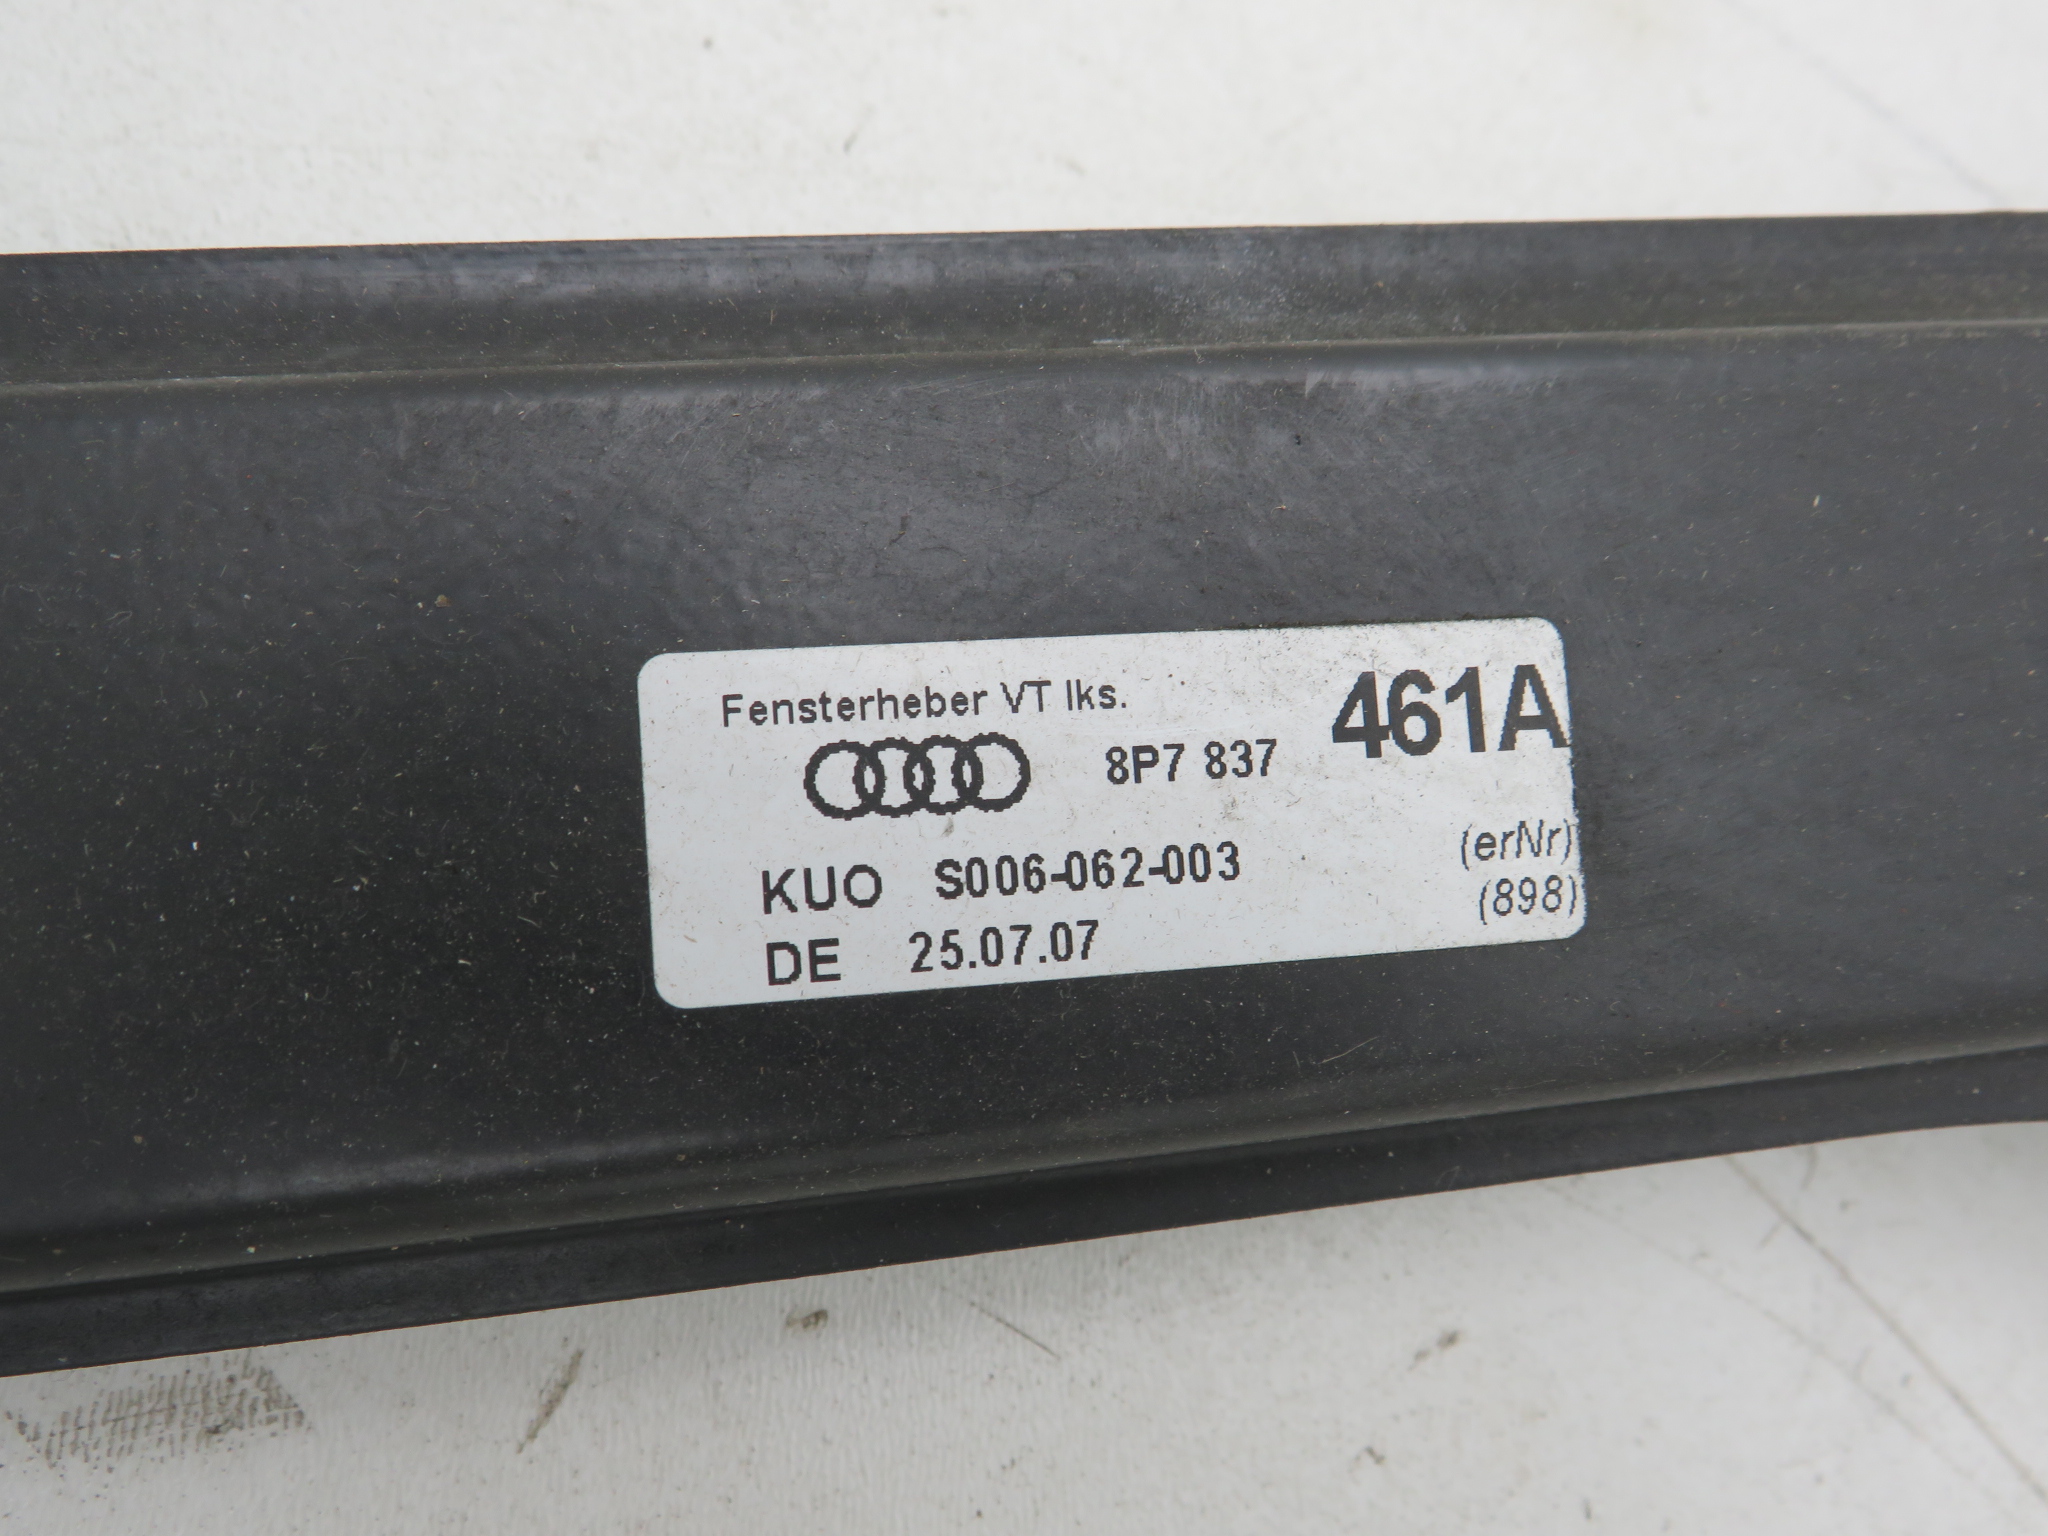 Fensterheber VT lks.
8P7 837 461A
KUO S006-062-003 (erNr)
DE 25.07.07 (898)